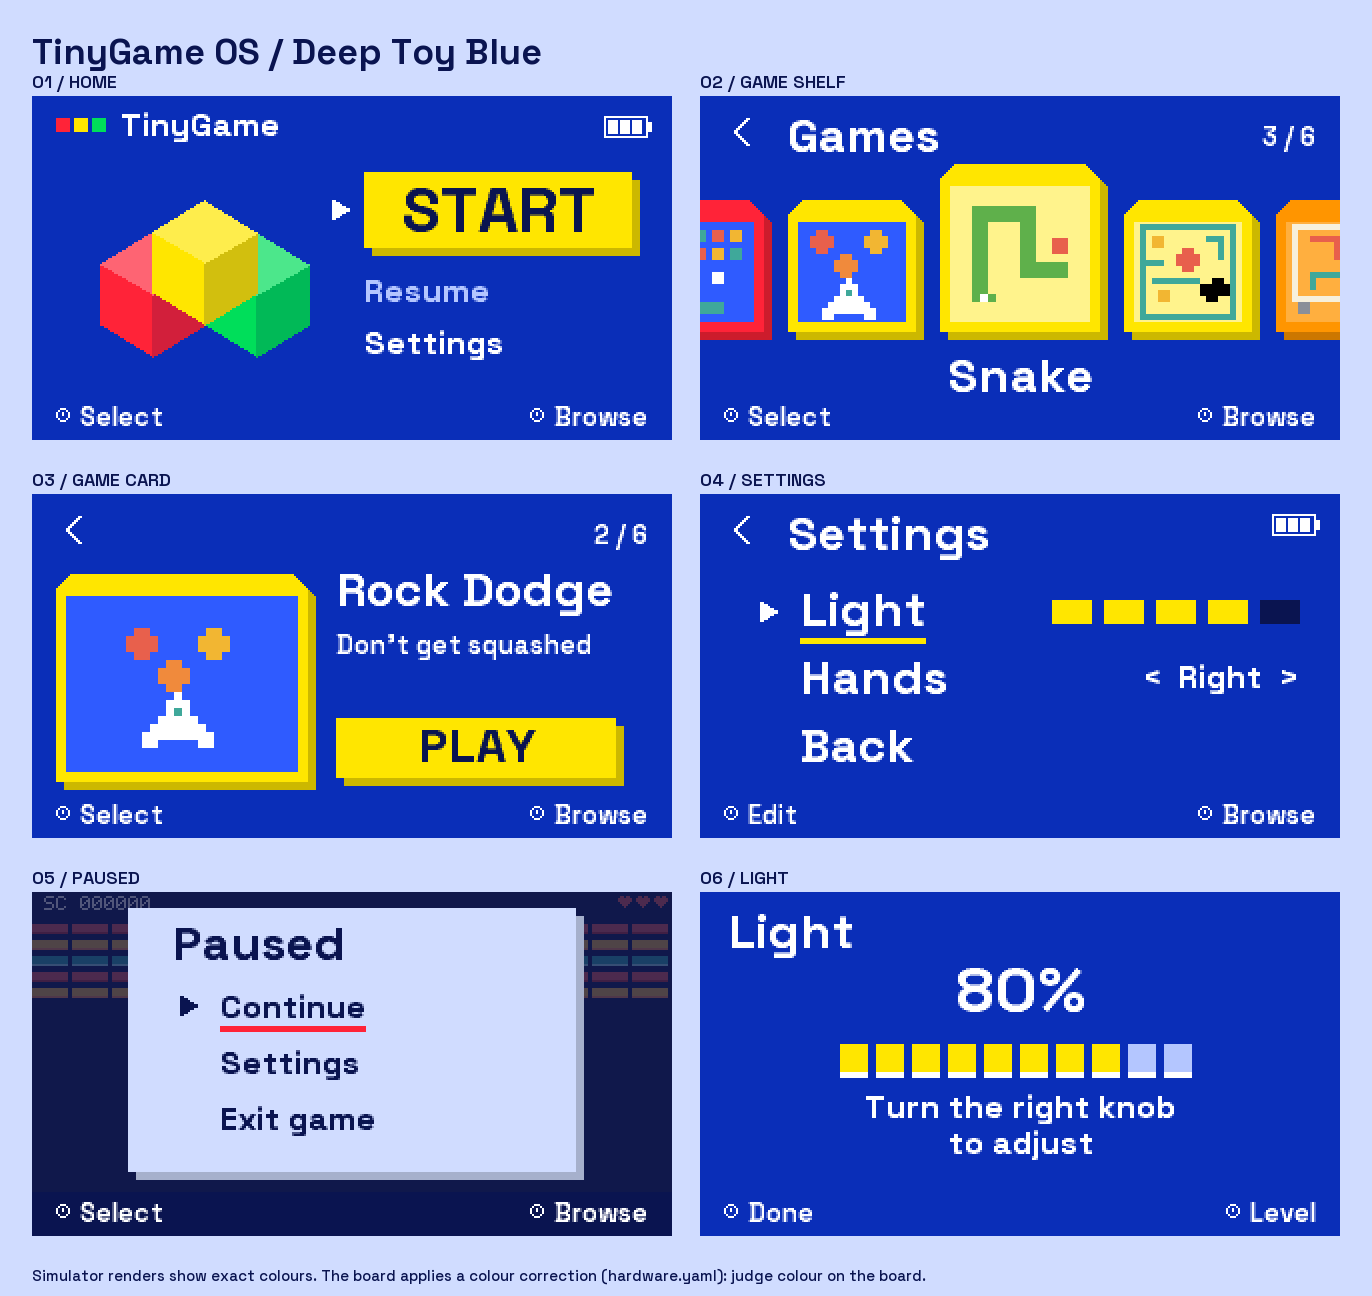 TinyGame OS / Deep Toy Blue
01 / HOME
TinyGame
START
Resume
Settings
Select
Browse
02 / GAME SHELF
Games
3 / 6
Snake
Select
Browse
03 / GAME CARD
2 / 6
Rock Dodge
Don't get squashed
PLAY
Select
Browse
04 / SETTINGS
Settings
Light
Hands
< Right >
Back
Edit
Browse
05 / PAUSED
SC 000000
Paused
Continue
Settings
Exit game
Select
Browse
06 / LIGHT
Light
80%
Turn the right knob
to adjust
Done
Level
Simulator renders show exact colours. The board applies a colour correction (hardware.yaml): judge colour on the board.